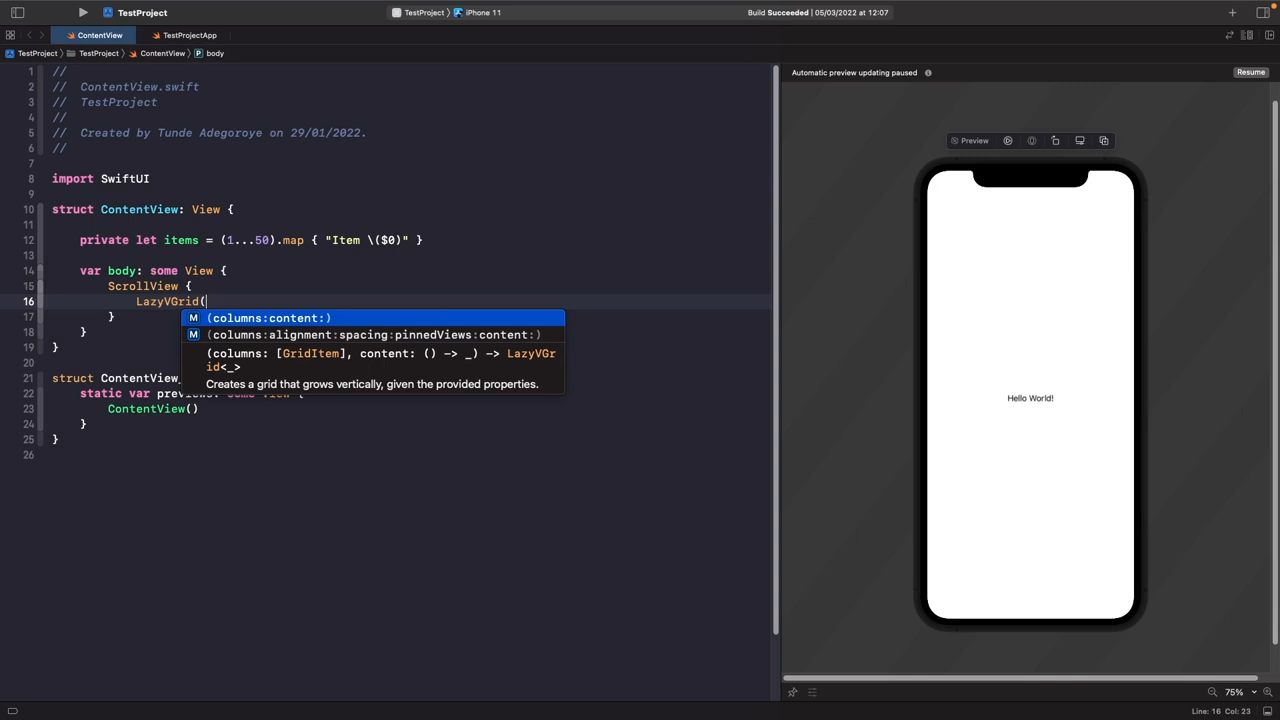 TestProject
TestProject 〉 iPhone 11
Build Succeeded | 05/03/2022 at 12:07
ContentView
TestProjectApp
TestProject 〉 TestProject 〉 ContentView 〉 P body
1 //
2 //  ContentView.swift
3 //  TestProject
4 //
5 //  Created by Tunde Adegoroye on 29/01/2022.
6 //
7
8 import SwiftUI
9
10 struct ContentView: View {
11
12 private let items = (1...50).map { "Item \($0)" }
13
14 var body: some View {
15 ScrollView {
16 LazyVGrid(
17 }
18 }
19 }
20
21 struct ContentView_
22 static var previews: some View {
23 ContentView()
24 }
25 }
26
M (columns:content:)
M (columns:alignment:spacing:pinnedViews:content:)
(columns: [GridItem], content: () -> _) -> LazyVGr
id<_>
Creates a grid that grows vertically, given the provided properties.
Automatic preview updating paused
Resume
Preview
Hello World!
75%
Line: 16 Col: 23